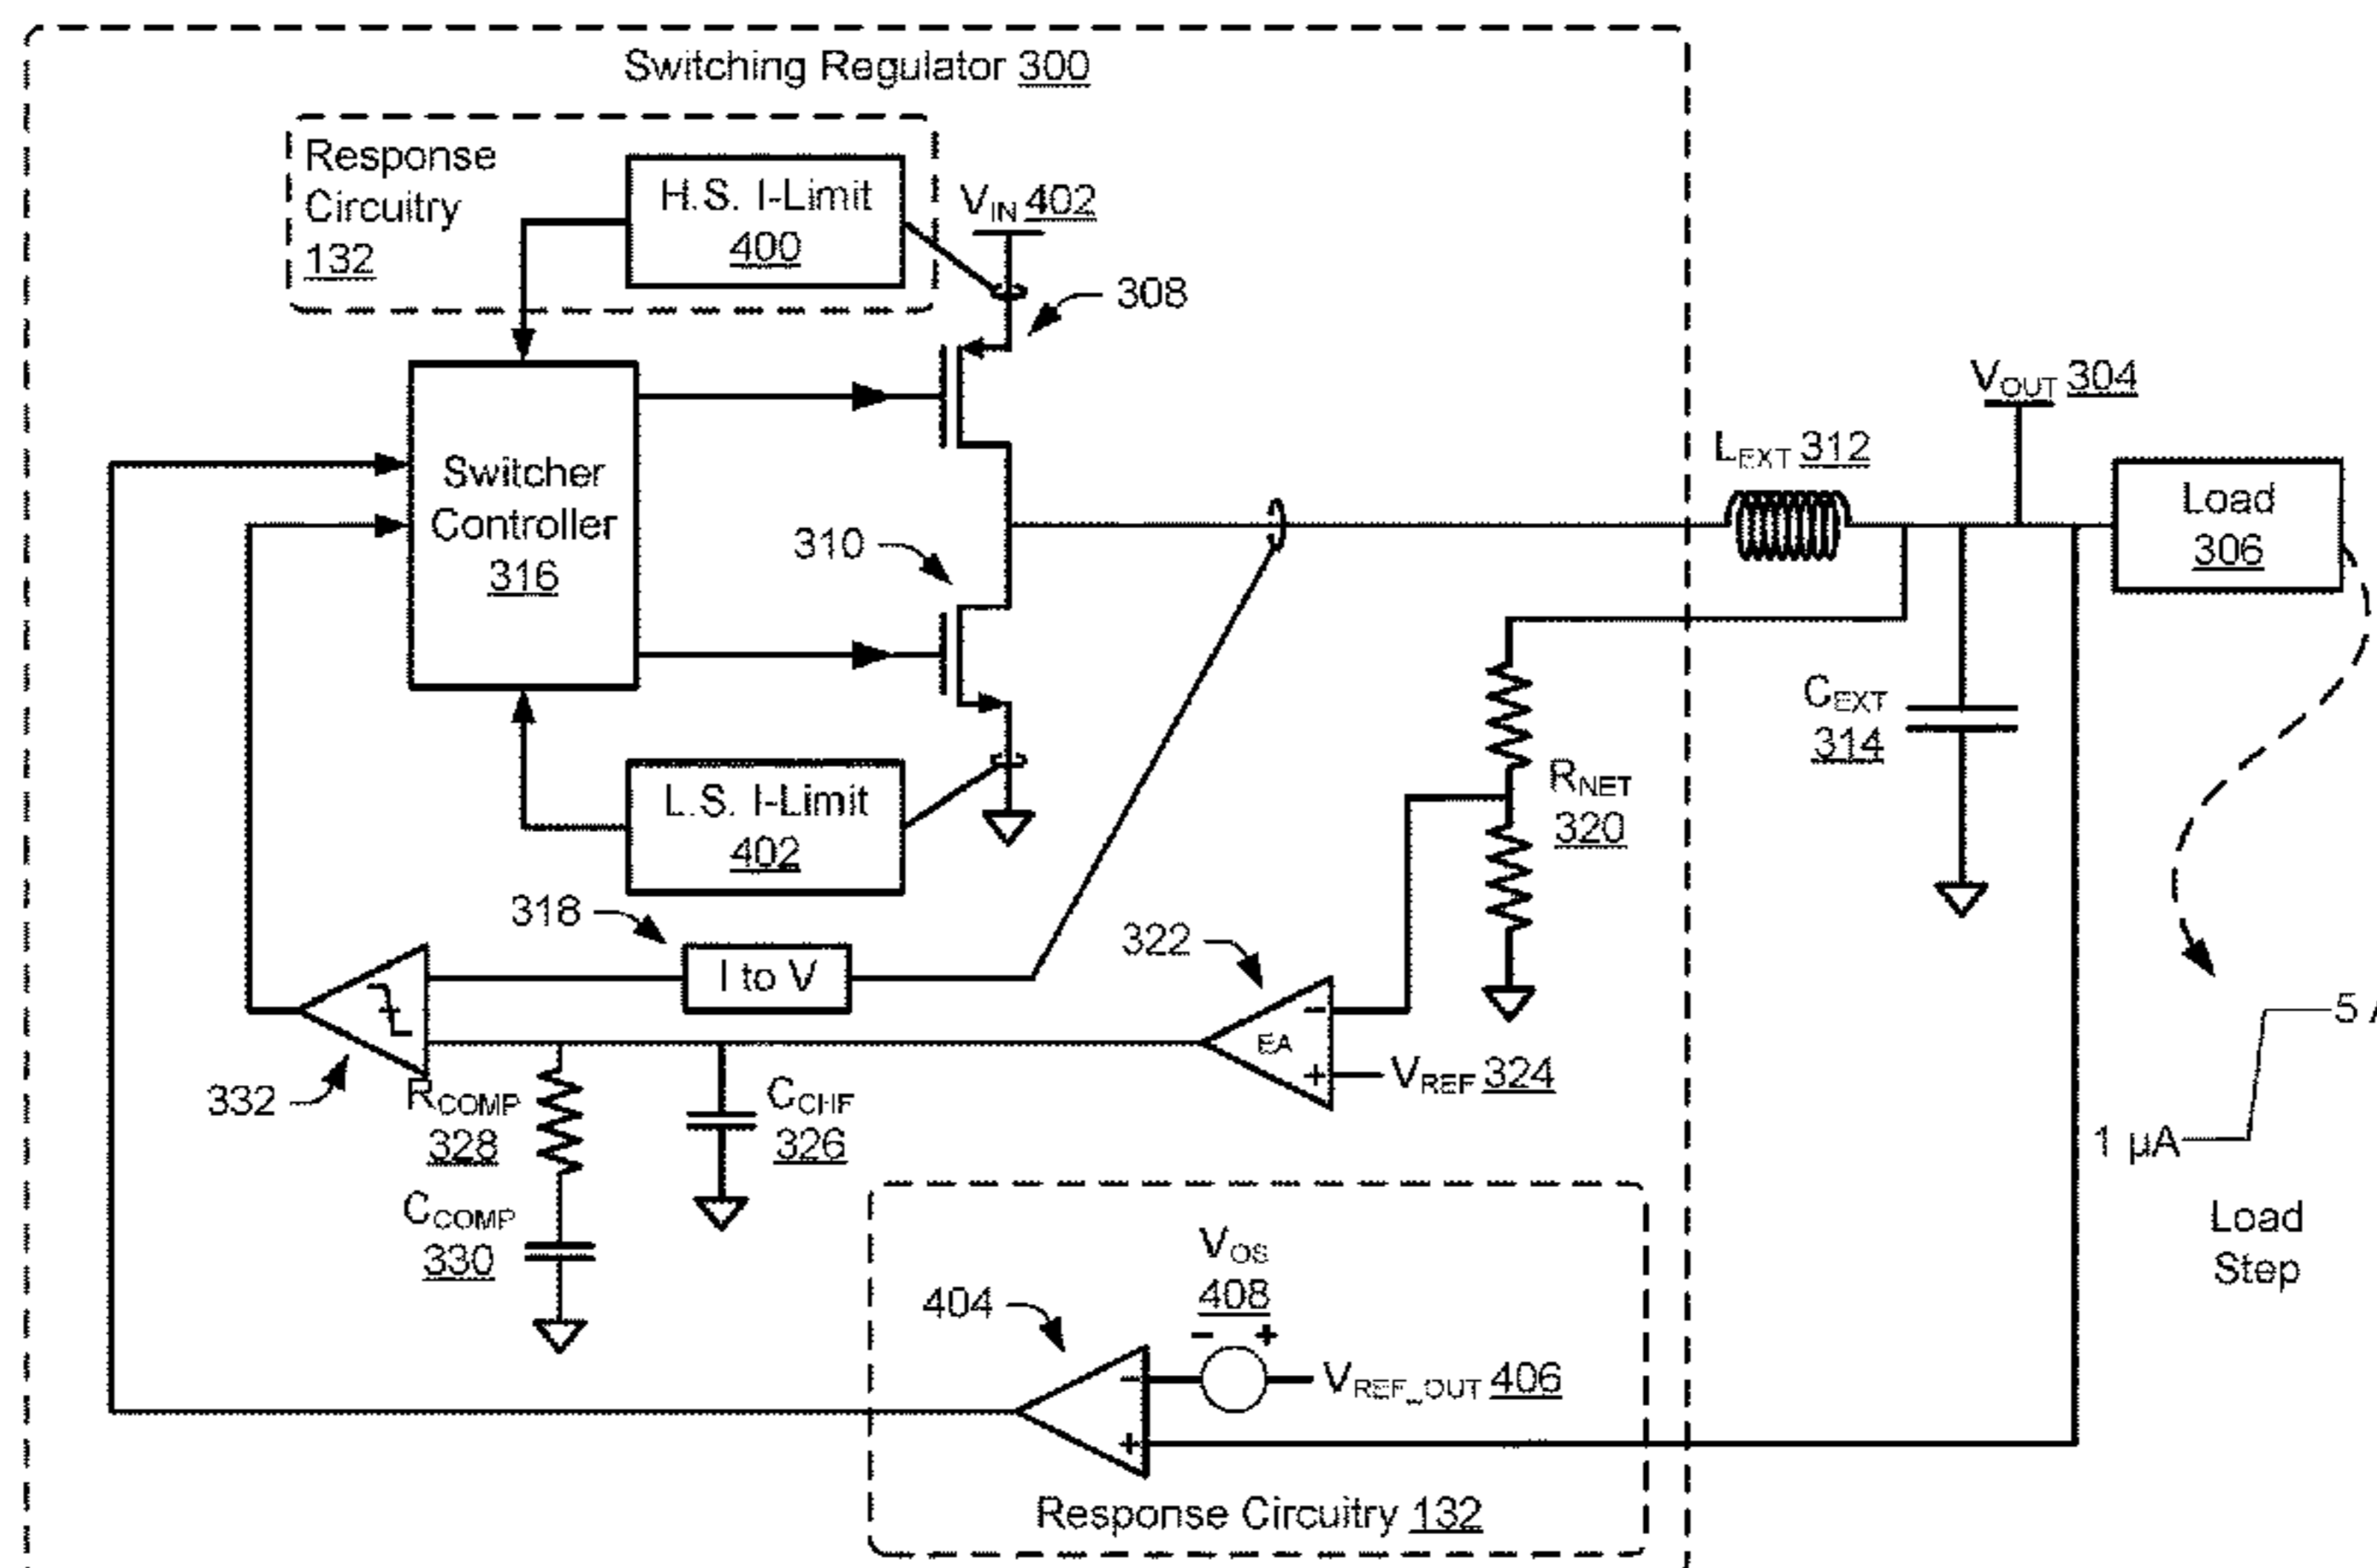 Switching Regulator 300
Response
Circuitry
132
H.S. I-Limit
400
VIN 402
308
Switcher
Controller
316
310
L.S. I-Limit
402
VOUT 304
LEXT 312
Load
306
CEXT
314
RNET
320
318
I to V
322
EA
-
+
VREF 324
332
RCOMP
328
CCHF
326
CCOMP
330
5 A
1 µA
Load
Step
VOS
408
- +
404
-
+
VREF_OUT 406
Response Circuitry 132